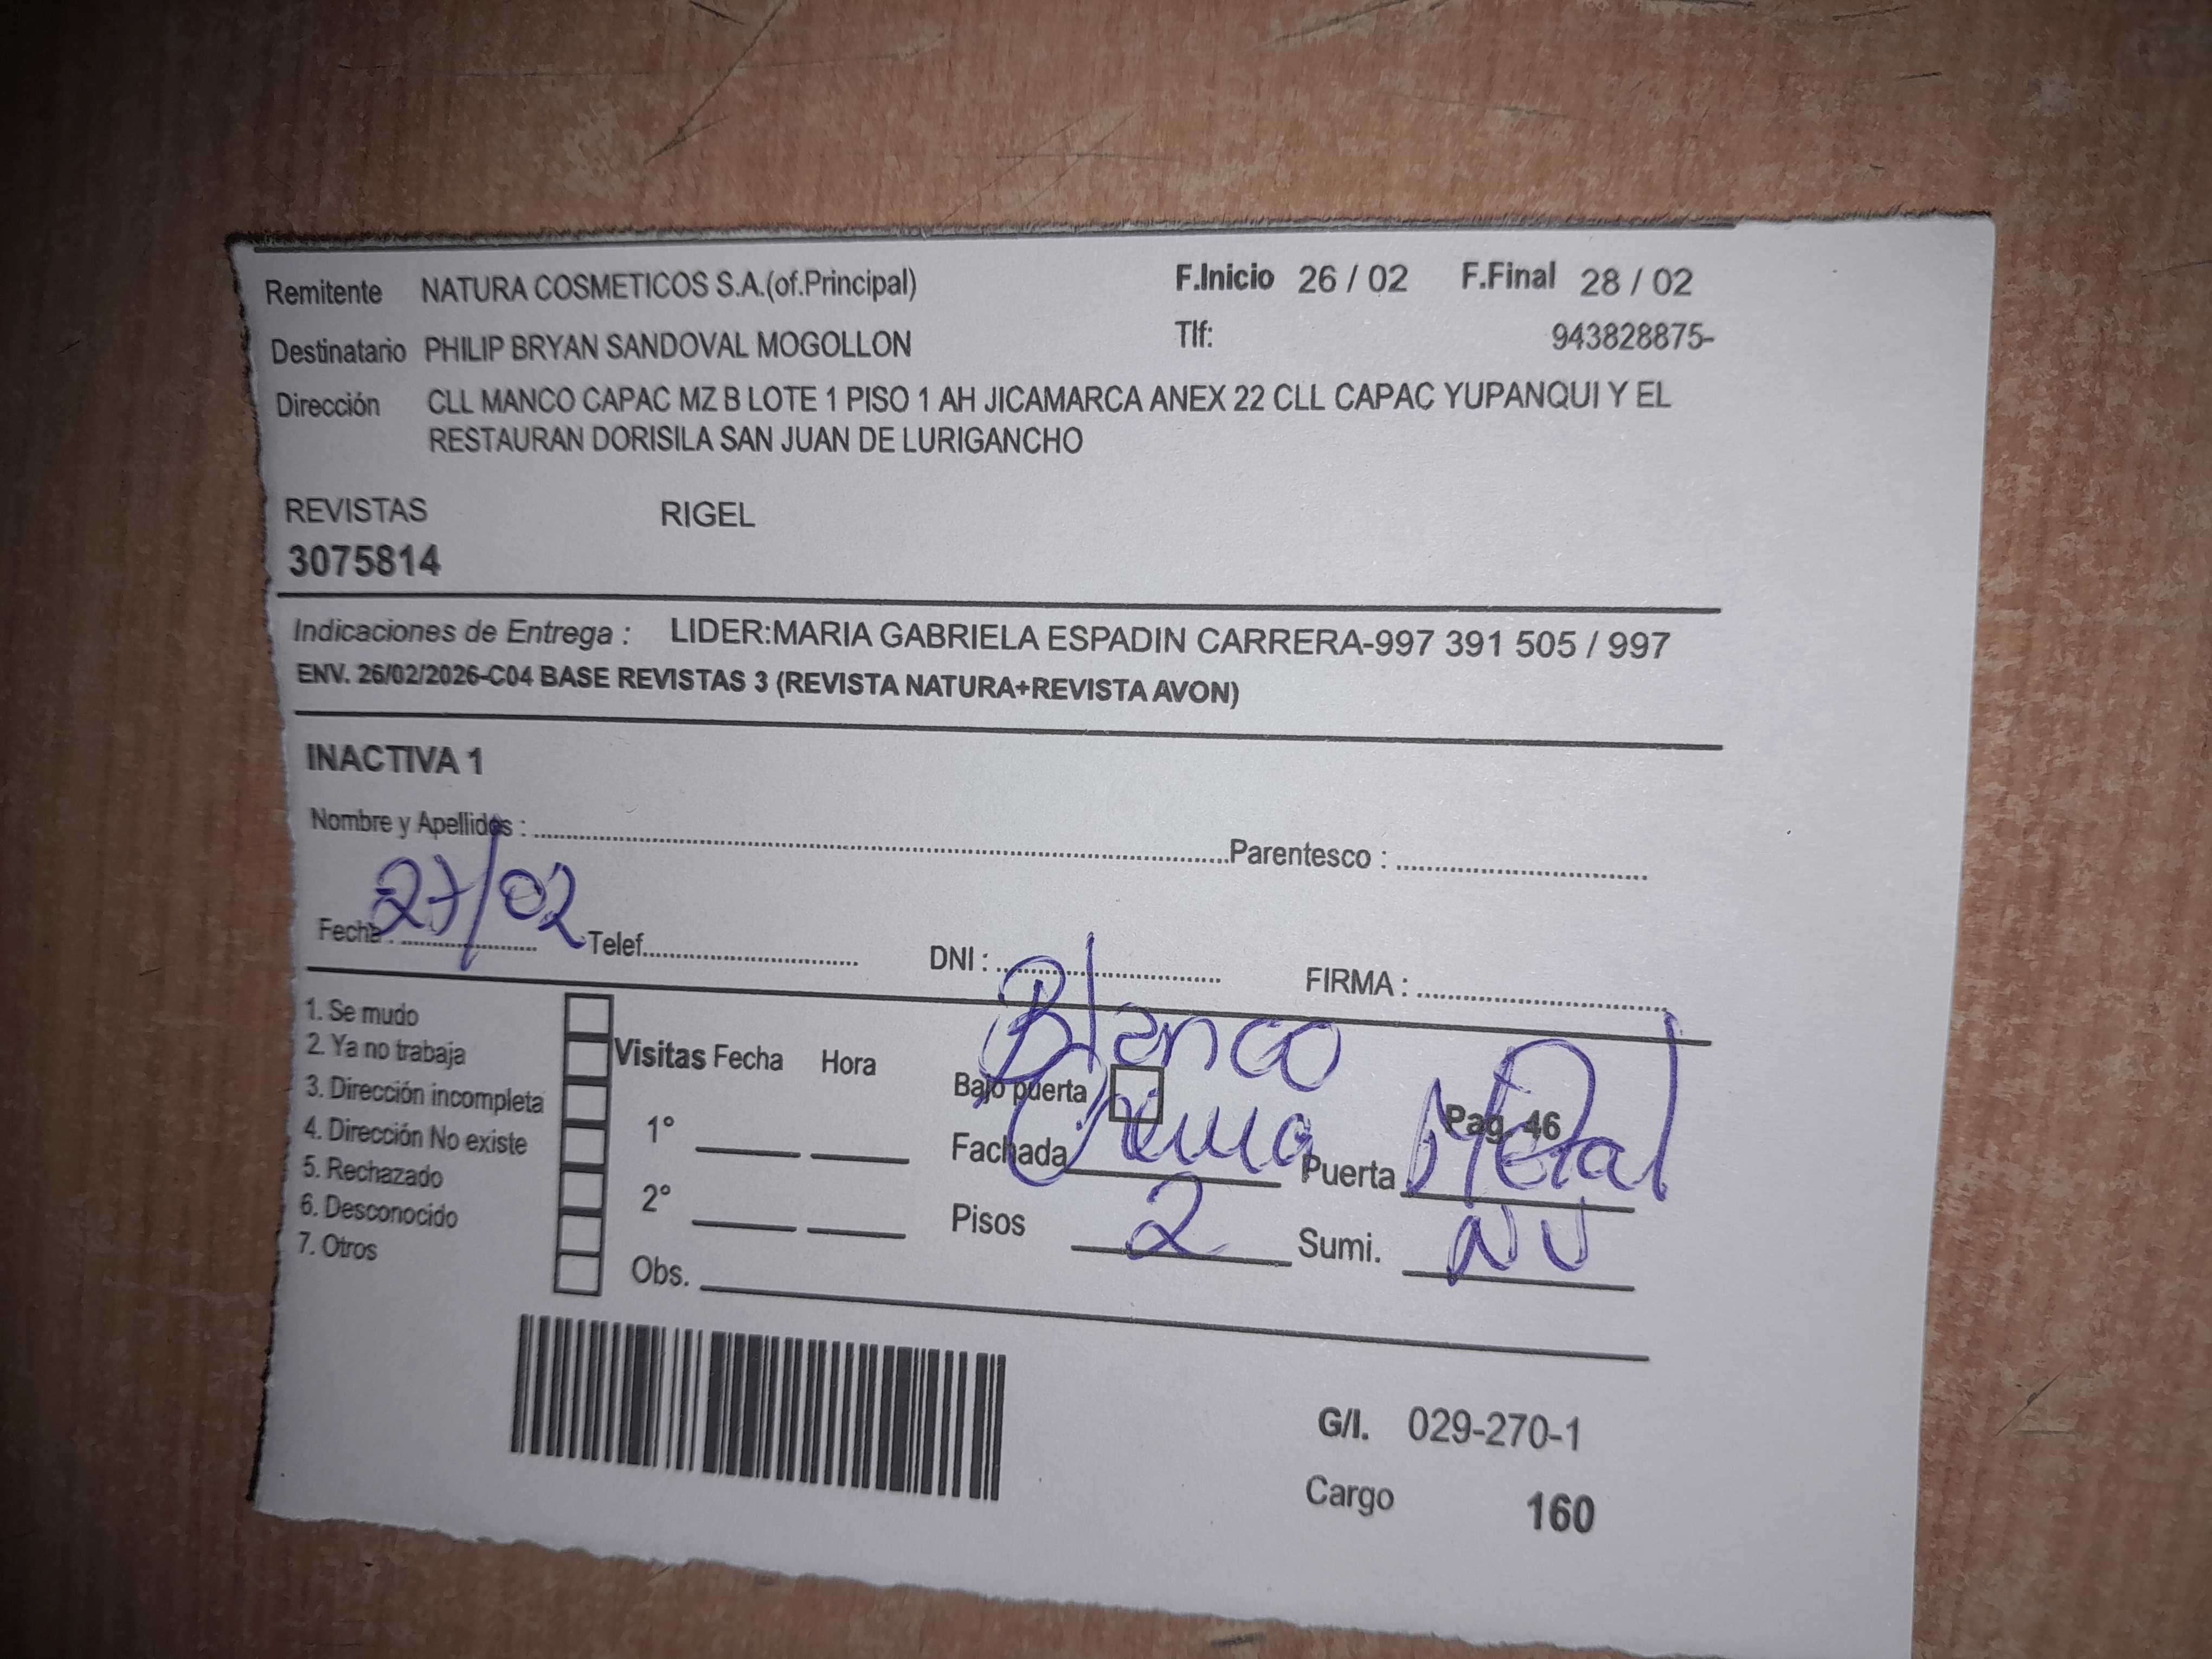 Remitente NATURA COSMETICOS S.A.(of.Principal) F.Inicio 26 / 02 F.Final 28 / 02
Destinatario PHILIP BRYAN SANDOVAL MOGOLLON Tlf: 943828875-
Dirección CLL MANCO CAPAC MZ B LOTE 1 PISO 1 AH JICAMARCA ANEX 22 CLL CAPAC YUPANQUI Y EL
RESTAURAN DORISILA SAN JUAN DE LURIGANCHO
REVISTAS RIGEL
3075814
Indicaciones de Entrega : LIDER:MARIA GABRIELA ESPADIN CARRERA-997 391 505 / 997
ENV. 26/02/2026-C04 BASE REVISTAS 3 (REVISTA NATURA+REVISTA AVON)
INACTIVA 1
Nombre y Apellidos : Parentesco :
Fecha : 27/02 Telef. DNI : FIRMA :
1. Se mudo
2. Ya no trabaja
3. Dirección incompleta
4. Dirección No existe
5. Rechazado
6. Desconocido
7. Otros
Visitas Fecha Hora
1°
2°
Obs.
Blanco
Bajo puerta Pag. 46
Fachada Crema Puerta Metal
Pisos 2 Sumi.
G/I. 029-270-1
Cargo 160